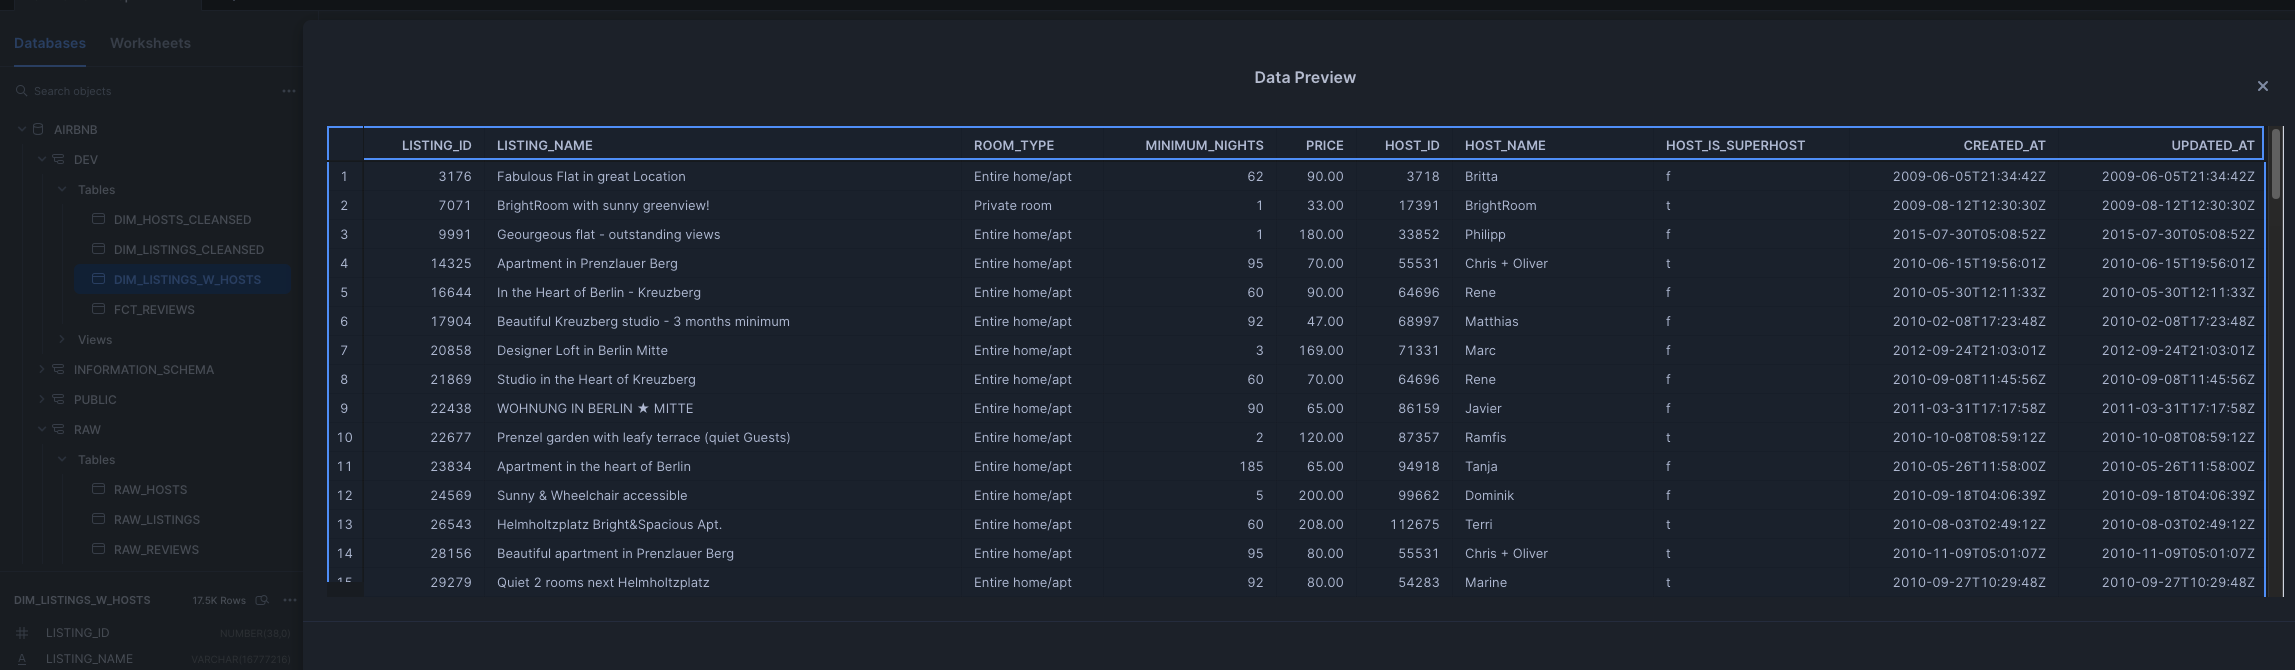 Databases Worksheets
Search objects
AIRBNB
DEV
Tables
DIM_HOSTS_CLEANSED
DIM_LISTINGS_CLEANSED
DIM_LISTINGS_W_HOSTS
FCT_REVIEWS
Views
INFORMATION_SCHEMA
PUBLIC
RAW
Tables
RAW_HOSTS
RAW_LISTINGS
RAW_REVIEWS
DIM_LISTINGS_W_HOSTS 17.5K Rows
LISTING_ID NUMBER(38,0)
LISTING_NAME VARCHAR(16777216)
Data Preview
LISTING_ID LISTING_NAME ROOM_TYPE MINIMUM_NIGHTS PRICE HOST_ID HOST_NAME HOST_IS_SUPERHOST CREATED_AT UPDATED_AT
1 3176 Fabulous Flat in great Location Entire home/apt 62 90.00 3718 Britta f 2009-06-05T21:34:42Z 2009-06-05T21:34:42Z
2 7071 BrightRoom with sunny greenview! Private room 1 33.00 17391 BrightRoom t 2009-08-12T12:30:30Z 2009-08-12T12:30:30Z
3 9991 Geourgeous flat - outstanding views Entire home/apt 1 180.00 33852 Philipp f 2015-07-30T05:08:52Z 2015-07-30T05:08:52Z
4 14325 Apartment in Prenzlauer Berg Entire home/apt 95 70.00 55531 Chris + Oliver t 2010-06-15T19:56:01Z 2010-06-15T19:56:01Z
5 16644 In the Heart of Berlin - Kreuzberg Entire home/apt 60 90.00 64696 Rene f 2010-05-30T12:11:33Z 2010-05-30T12:11:33Z
6 17904 Beautiful Kreuzberg studio - 3 months minimum Entire home/apt 92 47.00 68997 Matthias f 2010-02-08T17:23:48Z 2010-02-08T17:23:48Z
7 20858 Designer Loft in Berlin Mitte Entire home/apt 3 169.00 71331 Marc f 2012-09-24T21:03:01Z 2012-09-24T21:03:01Z
8 21869 Studio in the Heart of Kreuzberg Entire home/apt 60 70.00 64696 Rene f 2010-09-08T11:45:56Z 2010-09-08T11:45:56Z
9 22438 WOHNUNG IN BERLIN ★ MITTE Entire home/apt 90 65.00 86159 Javier f 2011-03-31T17:17:58Z 2011-03-31T17:17:58Z
10 22677 Prenzel garden with leafy terrace (quiet Guests) Entire home/apt 2 120.00 87357 Ramfis t 2010-10-08T08:59:12Z 2010-10-08T08:59:12Z
11 23834 Apartment in the heart of Berlin Entire home/apt 185 65.00 94918 Tanja f 2010-05-26T11:58:00Z 2010-05-26T11:58:00Z
12 24569 Sunny & Wheelchair accessible Entire home/apt 5 200.00 99662 Dominik f 2010-09-18T04:06:39Z 2010-09-18T04:06:39Z
13 26543 Helmholtzplatz Bright&Spacious Apt. Entire home/apt 60 208.00 112675 Terri t 2010-08-03T02:49:12Z 2010-08-03T02:49:12Z
14 28156 Beautiful apartment in Prenzlauer Berg Entire home/apt 95 80.00 55531 Chris + Oliver t 2010-11-09T05:01:07Z 2010-11-09T05:01:07Z
15 29279 Quiet 2 rooms next Helmholtzplatz Entire home/apt 92 80.00 54283 Marine t 2010-09-27T10:29:48Z 2010-09-27T10:29:48Z